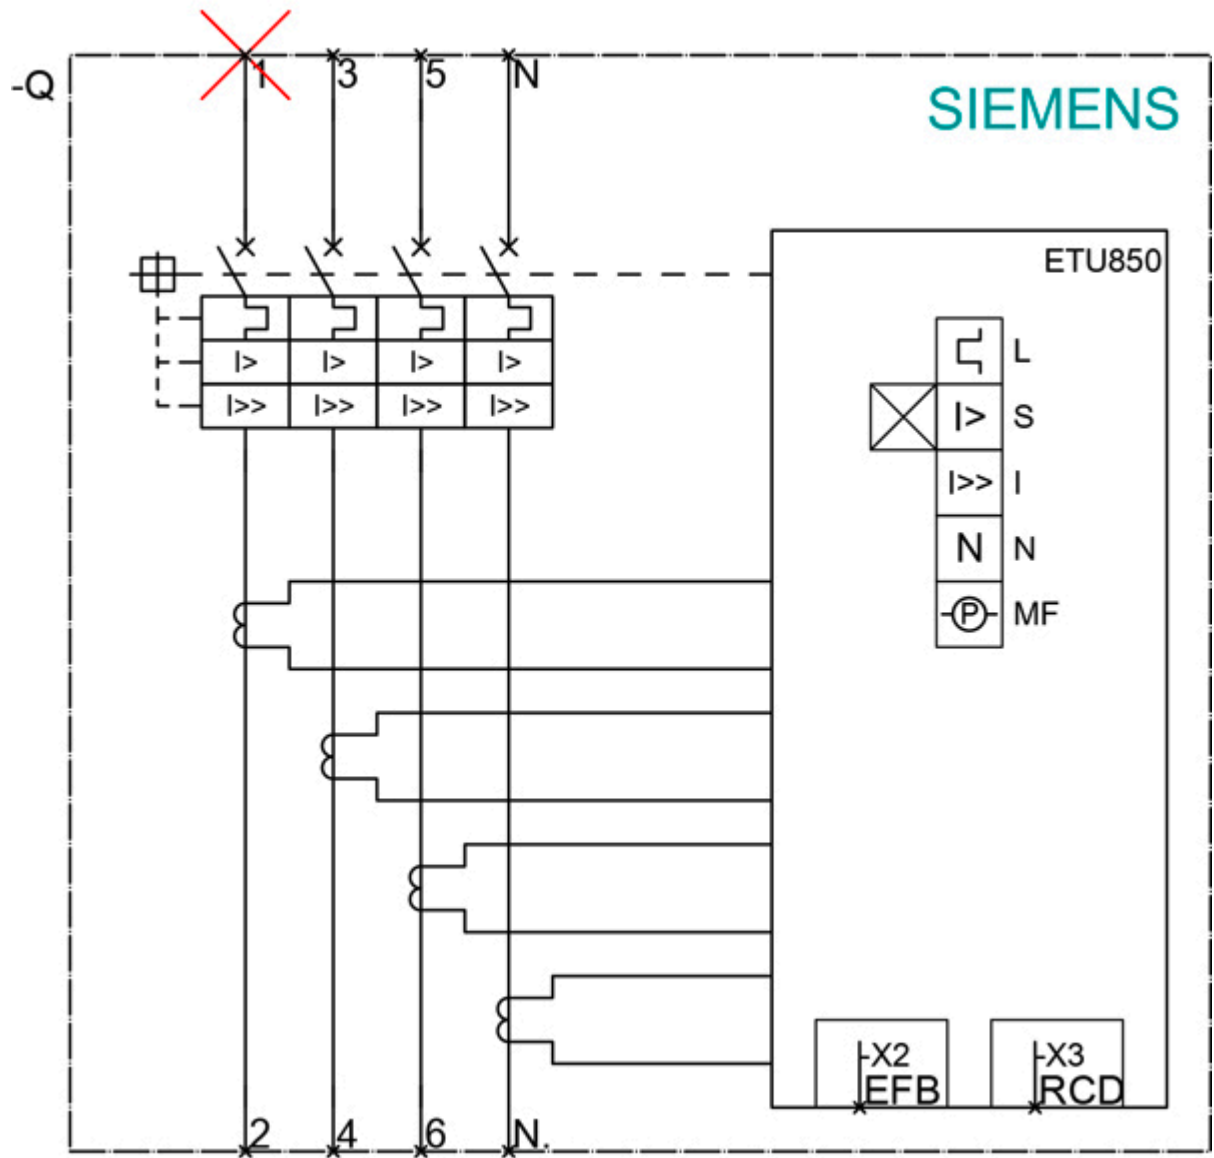 1 3 5 N
-Q
SIEMENS
ETU850
I> I> I> I>
I>> I>> I>> I>>
L
I> S
I>> I
N N
P MF
-X2 -X3
EFB RCD
2 4 6 N.